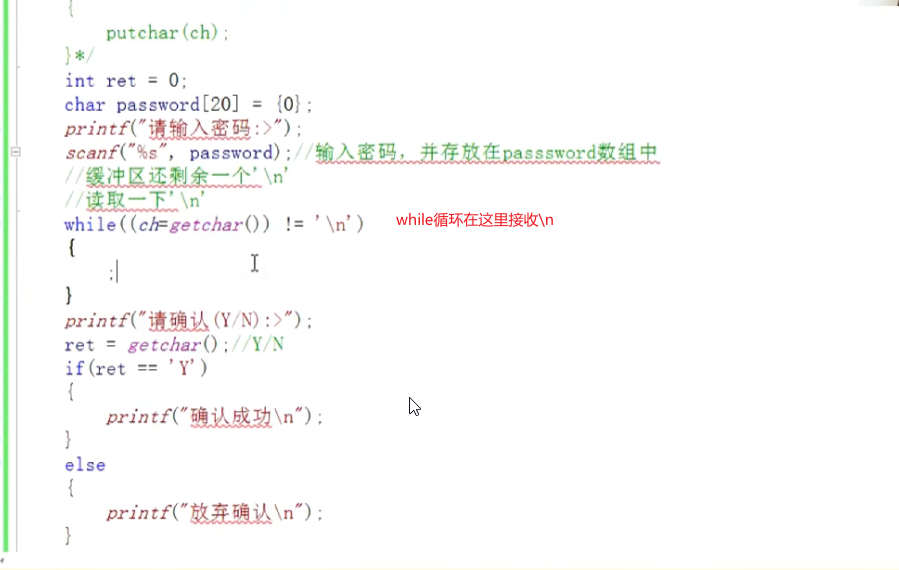 {
putchar(ch);
}*/
int ret = 0;
char password[20] = {0};
printf("请输入密码:>");
scanf("%s", password);//输入密码，并存放在passsword数组中
//缓冲区还剩余一个'\n'
//读取一下'\n'
while((ch=getchar()) != '\n') while循环在这里接收\n
{
;
}
printf("请确认(Y/N):>");
ret = getchar();//Y/N
if(ret == 'Y')
{
printf("确认成功\n");
}
else
{
printf("放弃确认\n");
}